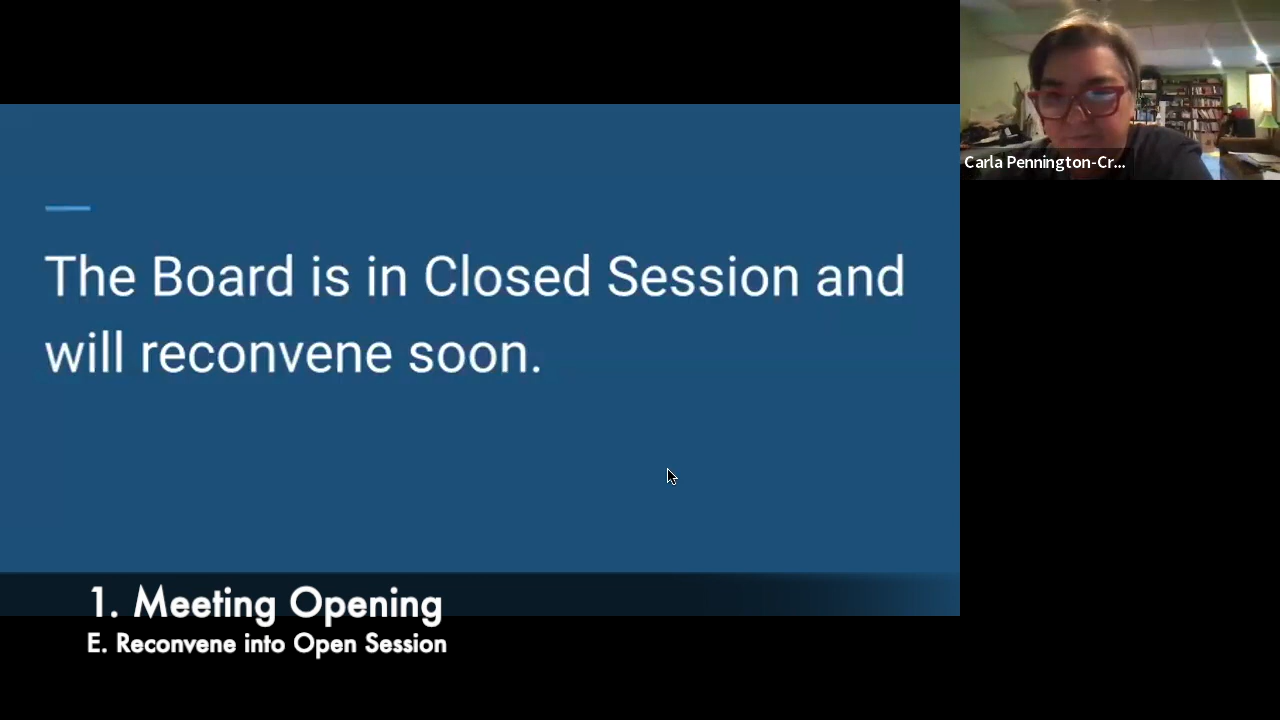 The Board is in Closed Session and
will reconvene soon.
Carla Pennington-Cr...
1. Meeting Opening
E. Reconvene into Open Session